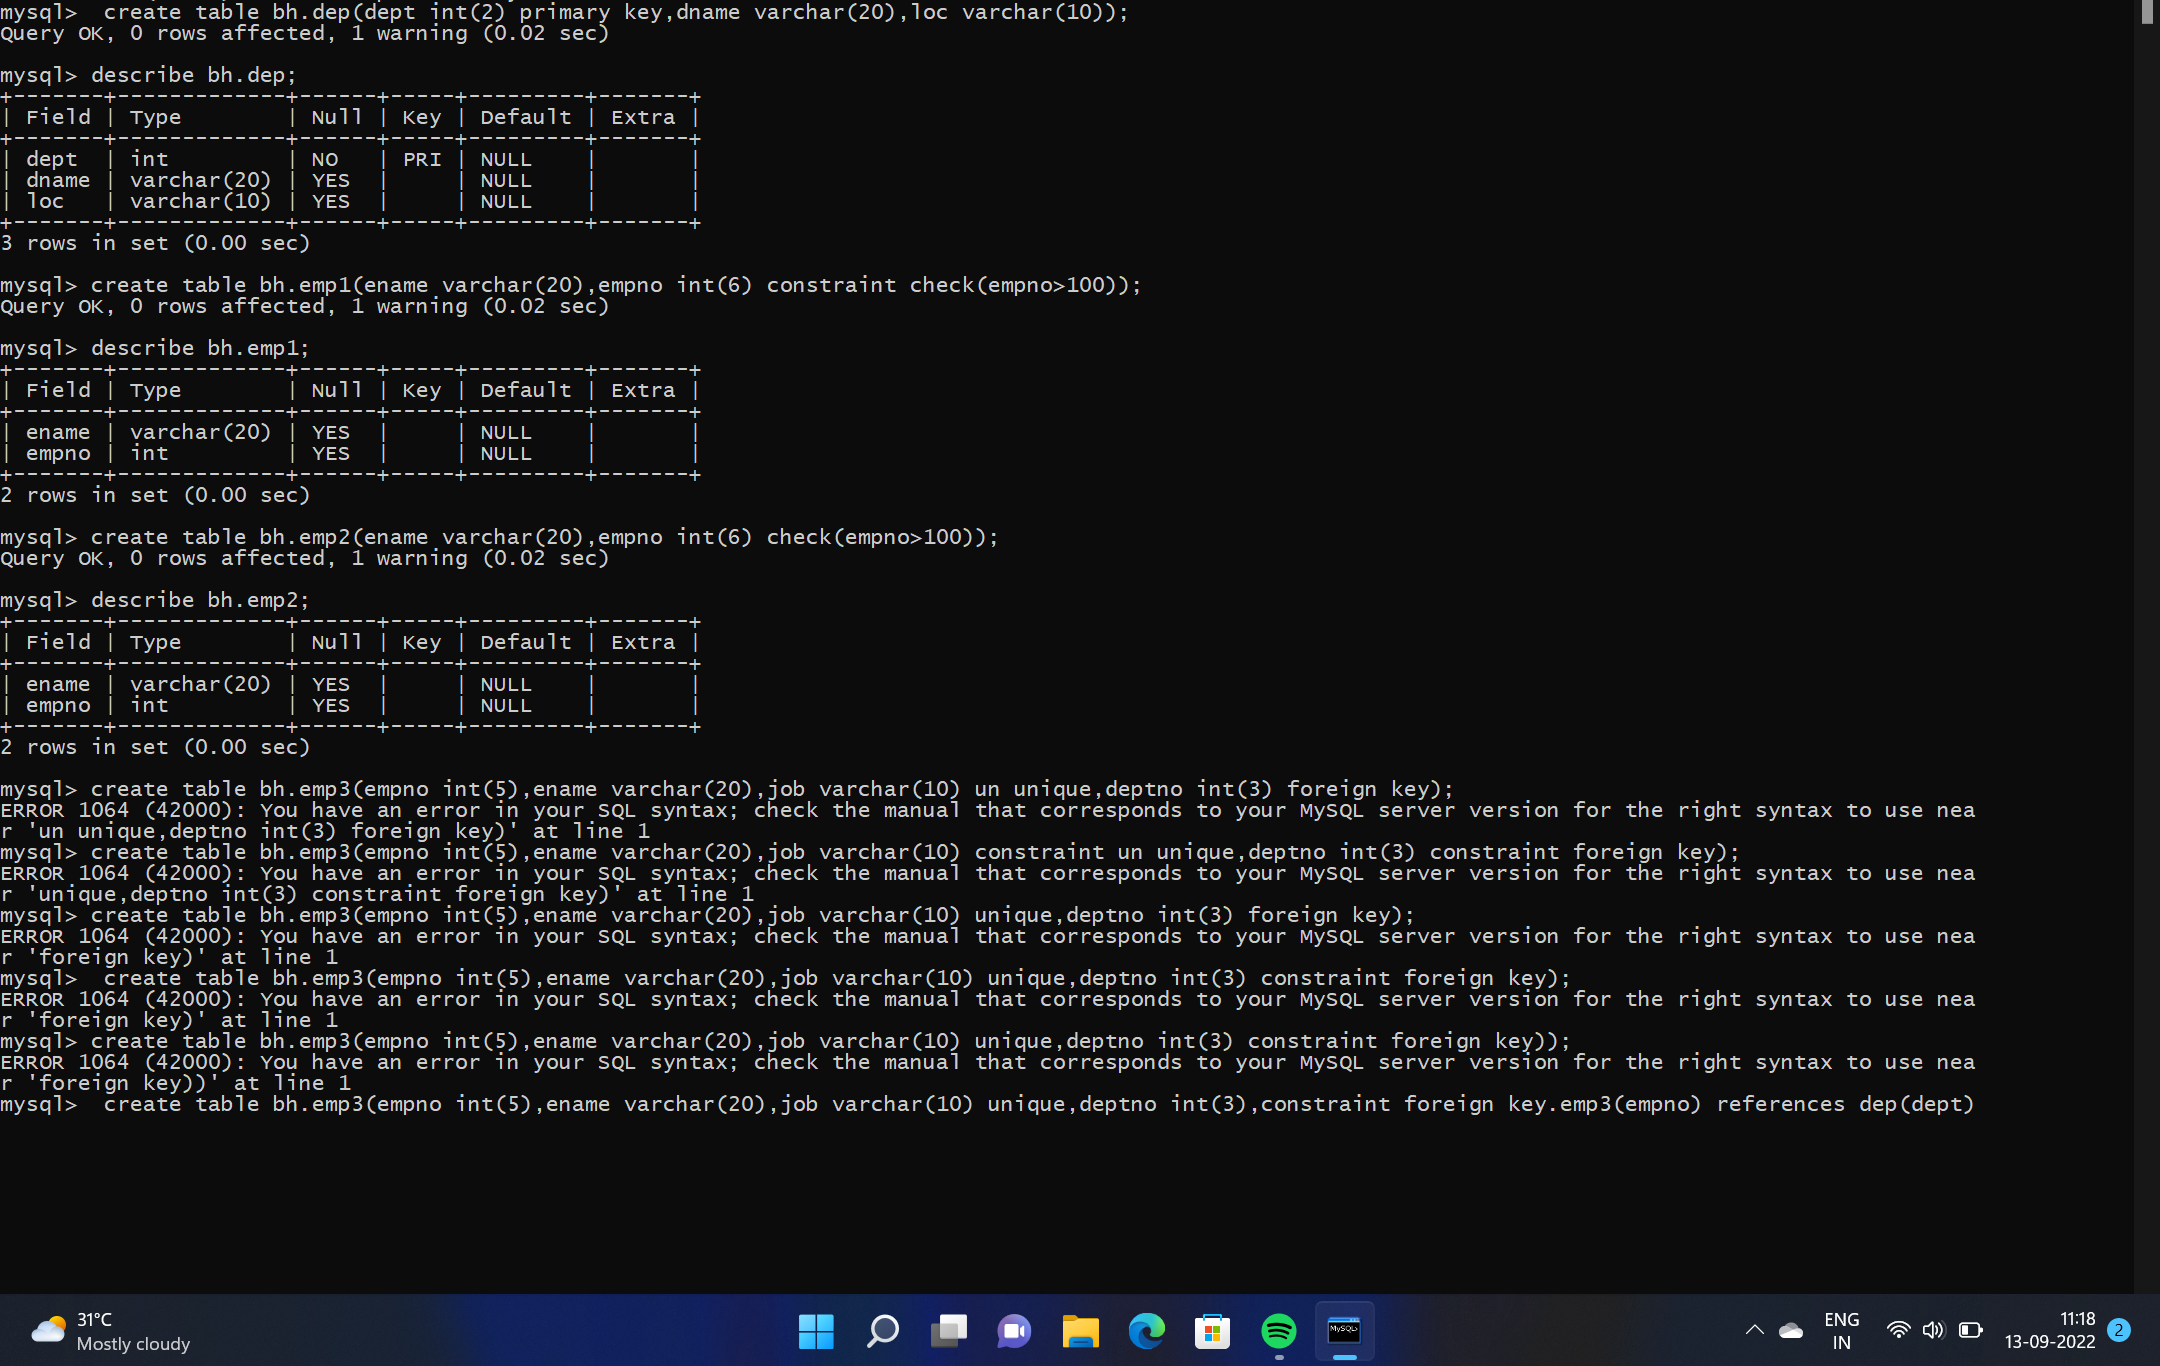 mysql>  create table bh.dep(dept int(2) primary key,dname varchar(20),loc varchar(10));
Query OK, 0 rows affected, 1 warning (0.02 sec)
mysql> describe bh.dep;
+-------+-------------+------+-----+---------+-------+
| Field | Type        | Null | Key | Default | Extra |
+-------+-------------+------+-----+---------+-------+
| dept  | int         | NO   | PRI | NULL    |       |
| dname | varchar(20) | YES  |     | NULL    |       |
| loc   | varchar(10) | YES  |     | NULL    |       |
+-------+-------------+------+-----+---------+-------+
3 rows in set (0.00 sec)
mysql> create table bh.emp1(ename varchar(20),empno int(6) constraint check(empno>100));
Query OK, 0 rows affected, 1 warning (0.02 sec)
mysql> describe bh.emp1;
+-------+-------------+------+-----+---------+-------+
| Field | Type        | Null | Key | Default | Extra |
+-------+-------------+------+-----+---------+-------+
| ename | varchar(20) | YES  |     | NULL    |       |
| empno | int         | YES  |     | NULL    |       |
+-------+-------------+------+-----+---------+-------+
2 rows in set (0.00 sec)
mysql> create table bh.emp2(ename varchar(20),empno int(6) check(empno>100));
Query OK, 0 rows affected, 1 warning (0.02 sec)
mysql> describe bh.emp2;
+-------+-------------+------+-----+---------+-------+
| Field | Type        | Null | Key | Default | Extra |
+-------+-------------+------+-----+---------+-------+
| ename | varchar(20) | YES  |     | NULL    |       |
| empno | int         | YES  |     | NULL    |       |
+-------+-------------+------+-----+---------+-------+
2 rows in set (0.00 sec)
mysql> create table bh.emp3(empno int(5),ename varchar(20),job varchar(10) un unique,deptno int(3) foreign key);
ERROR 1064 (42000): You have an error in your SQL syntax; check the manual that corresponds to your MySQL server version for the right syntax to use nea
r 'un unique,deptno int(3) foreign key)' at line 1
mysql> create table bh.emp3(empno int(5),ename varchar(20),job varchar(10) constraint un unique,deptno int(3) constraint foreign key);
ERROR 1064 (42000): You have an error in your SQL syntax; check the manual that corresponds to your MySQL server version for the right syntax to use nea
r 'unique,deptno int(3) constraint foreign key)' at line 1
mysql> create table bh.emp3(empno int(5),ename varchar(20),job varchar(10) unique,deptno int(3) foreign key);
ERROR 1064 (42000): You have an error in your SQL syntax; check the manual that corresponds to your MySQL server version for the right syntax to use nea
r 'foreign key)' at line 1
mysql>  create table bh.emp3(empno int(5),ename varchar(20),job varchar(10) unique,deptno int(3) constraint foreign key);
ERROR 1064 (42000): You have an error in your SQL syntax; check the manual that corresponds to your MySQL server version for the right syntax to use nea
r 'foreign key)' at line 1
mysql> create table bh.emp3(empno int(5),ename varchar(20),job varchar(10) unique,deptno int(3) constraint foreign key));
ERROR 1064 (42000): You have an error in your SQL syntax; check the manual that corresponds to your MySQL server version for the right syntax to use nea
r 'foreign key))' at line 1
mysql>  create table bh.emp3(empno int(5),ename varchar(20),job varchar(10) unique,deptno int(3),constraint foreign key.emp3(empno) references dep(dept)
31°C
Mostly cloudy
MySQL>
ENG
IN
11:18
13-09-2022
2